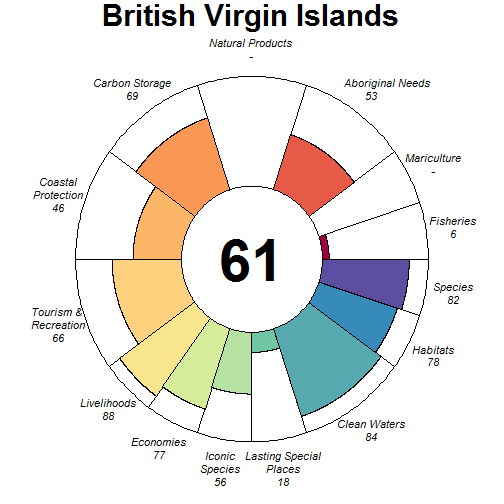 British Virgin Islands
Natural Products
-
Carbon Storage
69
Aboriginal Needs
53
Mariculture
-
Coastal
Protection
46
Fisheries
6
61
Species
82
Tourism &
Recreation
66
Habitats
78
Livelihoods
88
Clean Waters
84
Economies
77
Iconic
Species
56
Lasting Special
Places
18